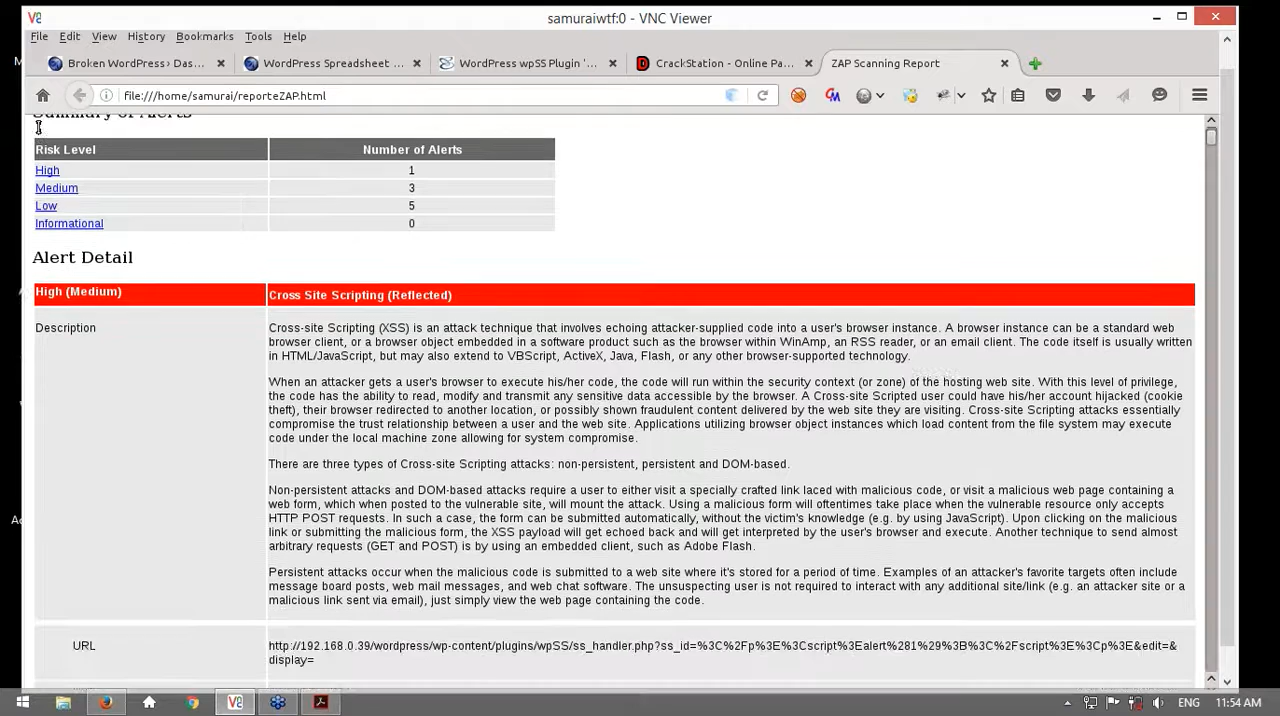 samuraiwtf:0 - VNC Viewer
File Edit View History Bookmarks Tools Help
Broken WordPress › Das...
WordPress Spreadsheet ...
WordPress wpSS Plugin '...
CrackStation - Online Pa...
ZAP Scanning Report
file:///home/samurai/reporteZAP.html
Summary of Alerts
Risk Level Number of Alerts
High 1
Medium 3
Low 5
Informational 0
Alert Detail
High (Medium) Cross Site Scripting (Reflected)
Description
Cross-site Scripting (XSS) is an attack technique that involves echoing attacker-supplied code into a user's browser instance. A browser instance can be a standard web
browser client, or a browser object embedded in a software product such as the browser within WinAmp, an RSS reader, or an email client. The code itself is usually written
in HTML/JavaScript, but may also extend to VBScript, ActiveX, Java, Flash, or any other browser-supported technology.
When an attacker gets a user's browser to execute his/her code, the code will run within the security context (or zone) of the hosting web site. With this level of privilege,
the code has the ability to read, modify and transmit any sensitive data accessible by the browser. A Cross-site Scripted user could have his/her account hijacked (cookie
theft), their browser redirected to another location, or possibly shown fraudulent content delivered by the web site they are visiting. Cross-site Scripting attacks essentially
compromise the trust relationship between a user and the web site. Applications utilizing browser object instances which load content from the file system may execute
code under the local machine zone allowing for system compromise.
There are three types of Cross-site Scripting attacks: non-persistent, persistent and DOM-based.
Non-persistent attacks and DOM-based attacks require a user to either visit a specially crafted link laced with malicious code, or visit a malicious web page containing a
web form, which when posted to the vulnerable site, will mount the attack. Using a malicious form will oftentimes take place when the vulnerable resource only accepts
HTTP POST requests. In such a case, the form can be submitted automatically, without the victim's knowledge (e.g. by using JavaScript). Upon clicking on the malicious
link or submitting the malicious form, the XSS payload will get echoed back and will get interpreted by the user's browser and execute. Another technique to send almost
arbitrary requests (GET and POST) is by using an embedded client, such as Adobe Flash.
Persistent attacks occur when the malicious code is submitted to a web site where it's stored for a period of time. Examples of an attacker's favorite targets often include
message board posts, web mail messages, and web chat software. The unsuspecting user is not required to interact with any additional site/link (e.g. an attacker site or a
malicious link sent via email), just simply view the web page containing the code.
URL
http://192.168.0.39/wordpress/wp-content/plugins/wpSS/ss_handler.php?ss_id=%3C%2Fp%3E%3Cscript%3Ealert%281%29%3B%3C%2Fscript%3E%3Cp%3E&edit=&
display=
ENG 11:54 AM